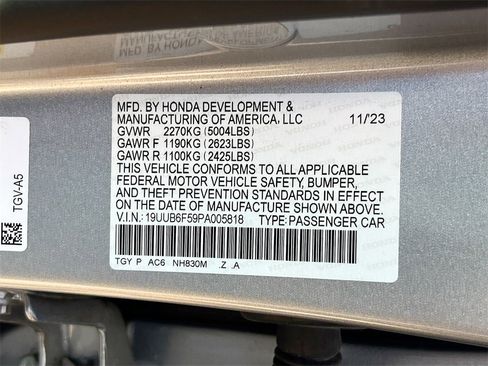 MFD. BY HONDA DEVELOPMENT &
MANUFACTURING OF AMERICA, LLC 11/'23
GVWR 2270KG (5004LBS)
GAWR F 1190KG (2623LBS)
GAWR R 1100KG (2425LBS)
THIS VEHICLE CONFORMS TO ALL APPLICABLE
FEDERAL MOTOR VEHICLE SAFETY, BUMPER,
AND THEFT PREVENTION STANDARDS IN EFFECT
ON THE DATE OF MANUFACTURE SHOWN ABOVE.
V.I.N.: 19UUB6F59PA005818 TYPE:PASSENGER CAR
TGY P AC6 NH830M .Z .A
TGV-A5